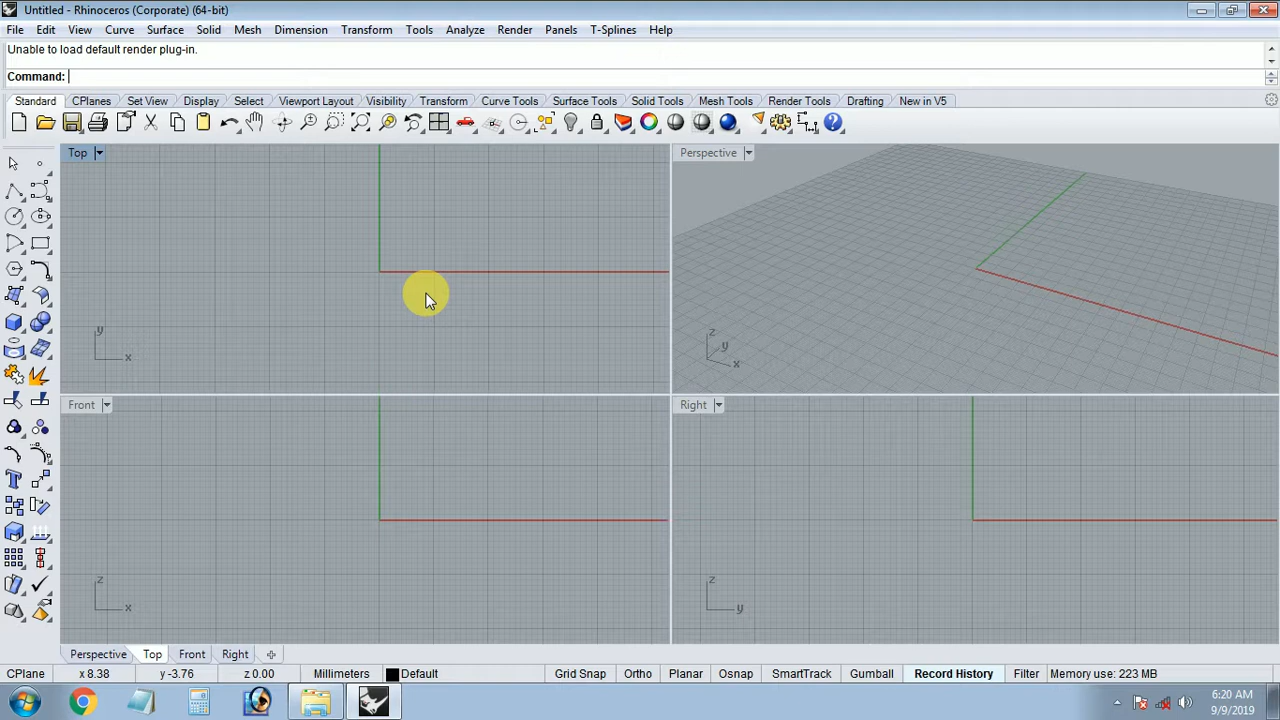 Untitled - Rhinoceros (Corporate) (64-bit)
File Edit View Curve Surface Solid Mesh Dimension Transform Tools Analyze Render Panels T-Splines Help
Unable to load default render plug-in.
Command:
Standard CPlanes Set View Display Select Viewport Layout Visibility Transform Curve Tools Surface Tools Solid Tools Mesh Tools Render Tools Drafting New in V5
Top
Perspective
y
x
z
y
x
Front
Right
z
x
z
y
Perspective Top Front Right
CPlane x 8.38 y -3.76 z 0.00 Millimeters Default Grid Snap Ortho Planar Osnap SmartTrack Gumball Record History Filter Memory use: 223 MB
6:20 AM
9/9/2019